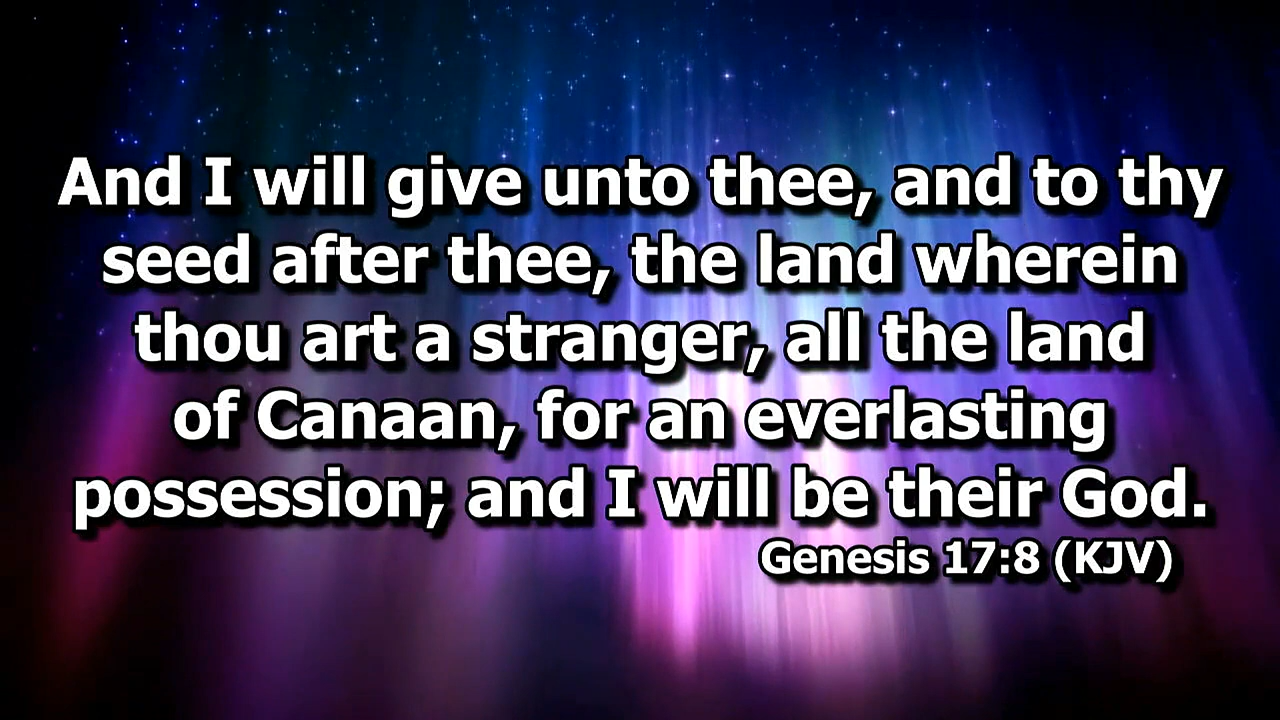 And I will give unto thee, and to thy
seed after thee, the land wherein
thou art a stranger, all the land
of Canaan, for an everlasting
possession; and I will be their God.
Genesis 17:8 (KJV)